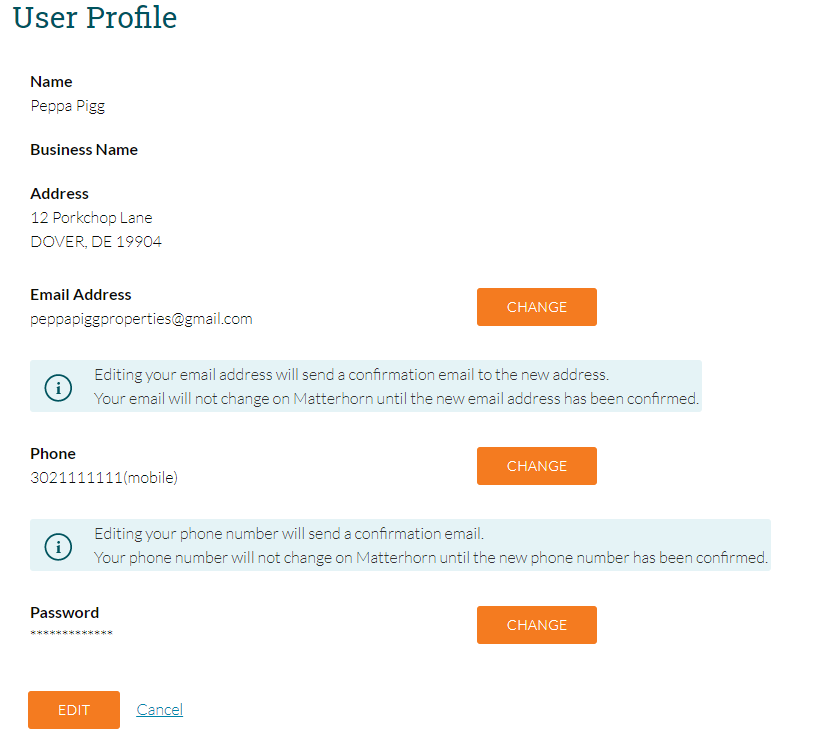 User Profile
Name
Peppa Pigg
Business Name
Address
12 Porkchop Lane
DOVER, DE 19904
Email Address
peppapiggproperties@gmail.com
CHANGE
Editing your email address will send a confirmation email to the new address.
Your email will not change on Matterhorn until the new email address has been confirmed.
Phone
3021111111(mobile)
CHANGE
Editing your phone number will send a confirmation email.
Your phone number will not change on Matterhorn until the new phone number has been confirmed.
Password
*************
CHANGE
EDIT
Cancel